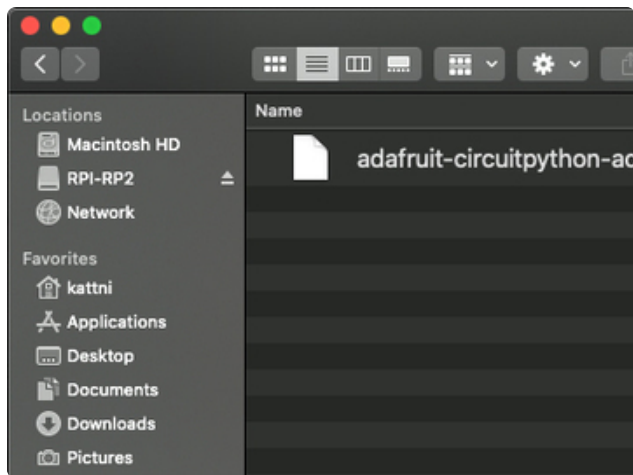 Name
adafruit-circuitpython-ad
Locations
Macintosh HD
RPI-RP2
Network
Favorites
kattni
Applications
Desktop
Documents
Downloads
Pictures